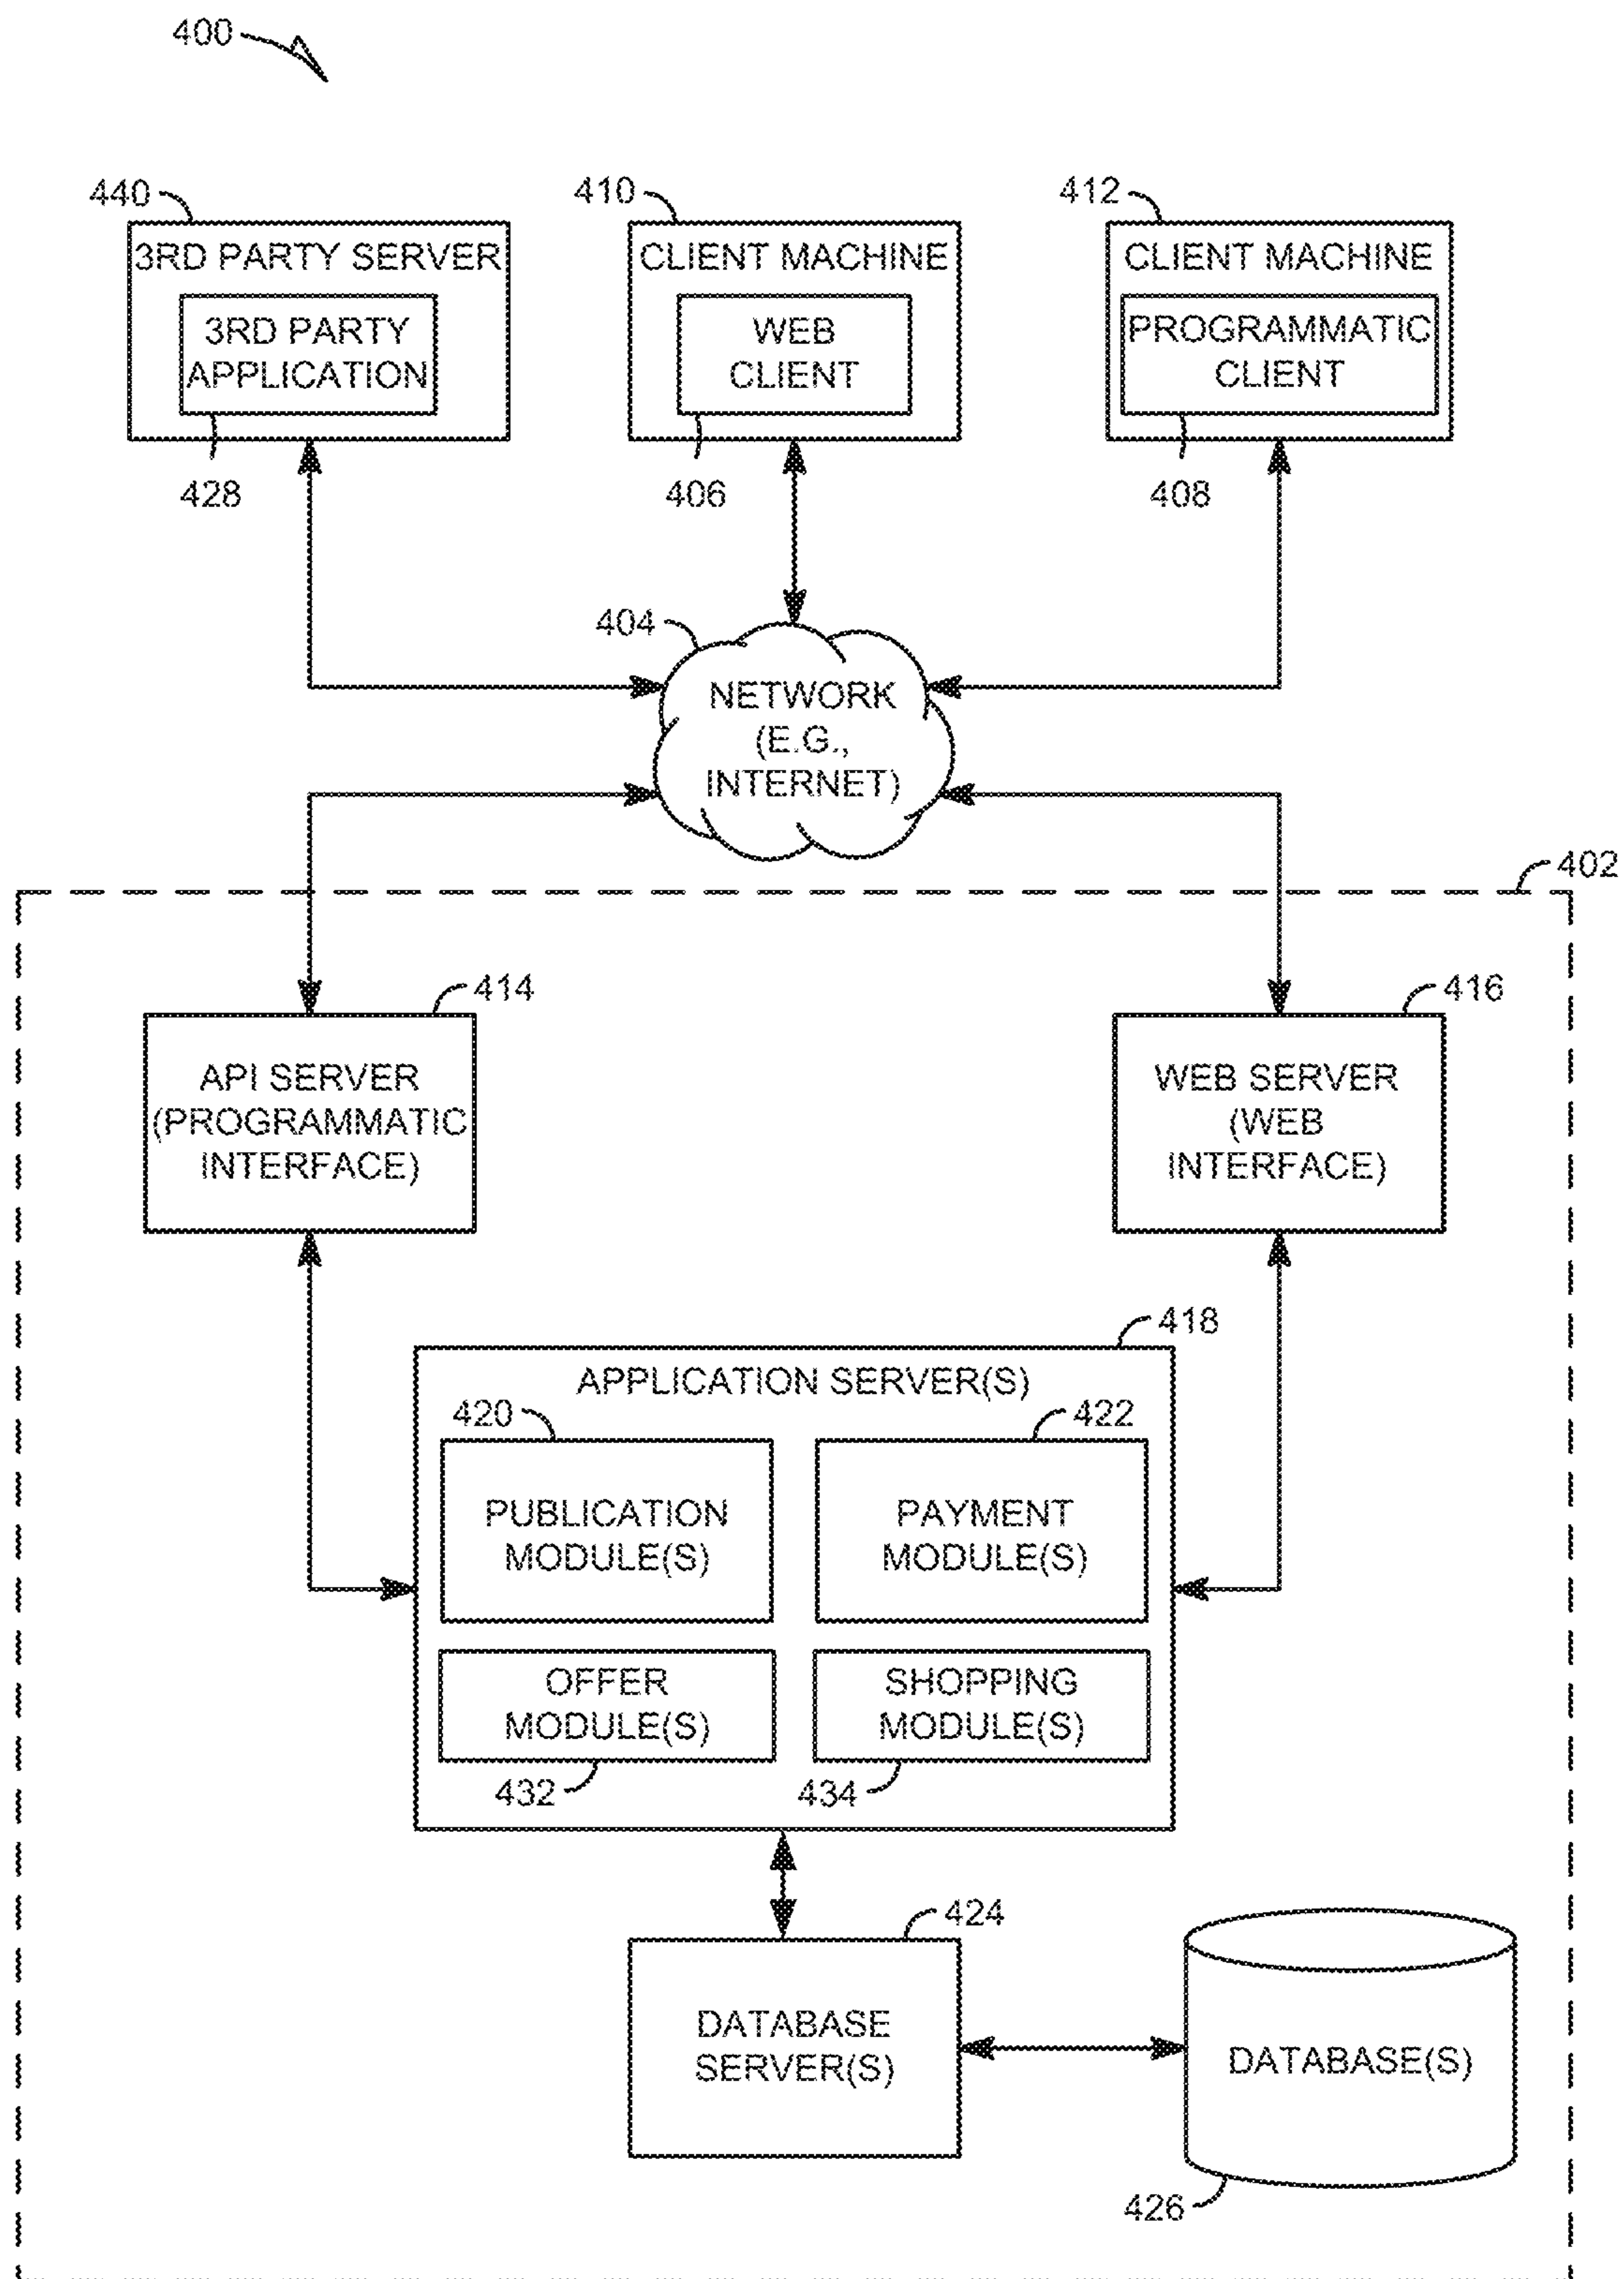 400
440
410
412
3RD PARTY SERVER
CLIENT MACHINE
CLIENT MACHINE
3RD PARTY
APPLICATION
WEB
CLIENT
PROGRAMMATIC
CLIENT
428
406
408
404
NETWORK
(E.G.,
INTERNET)
402
414
416
API SERVER
(PROGRAMMATIC
INTERFACE)
WEB SERVER
(WEB
INTERFACE)
418
APPLICATION SERVER(S)
420
422
PUBLICATION
MODULE(S)
PAYMENT
MODULE(S)
OFFER
MODULE(S)
SHOPPING
MODULE(S)
432
434
424
DATABASE
SERVER(S)
DATABASE(S)
426